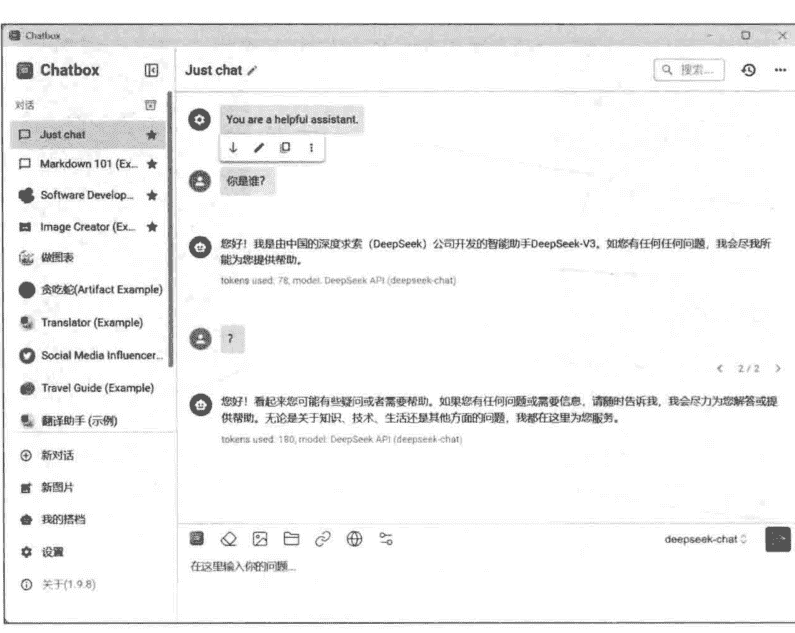 Chatbox
Chatbox
对话
Just chat
Markdown 101 (Ex...
Software Develop...
Image Creator (Ex...
做图表
贪吃蛇(Artifact Example)
Translator (Example)
Social Media Influencer...
Travel Guide (Example)
翻译助手 (示例)
新对话
新图片
我的搭档
设置
关于(1.9.8)
Just chat
搜索...
You are a helpful assistant.
你是谁?
您好！我是由中国的深度求索（DeepSeek）公司开发的智能助手DeepSeek-V3。如您有任何任何问题，我会尽我所
能为您提供帮助。
tokens used: 78, model: DeepSeek API (deepseek-chat)
?
2 / 2
您好！看起来您可能有些疑问或者需要帮助。如果您有任何问题或需要信息，请随时告诉我，我会尽力为您解答或提
供帮助。无论是关于知识、技术、生活还是其他方面的问题，我都在这里为您服务。
tokens used: 180, model: DeepSeek API (deepseek-chat)
deepseek-chat
在这里输入你的问题...